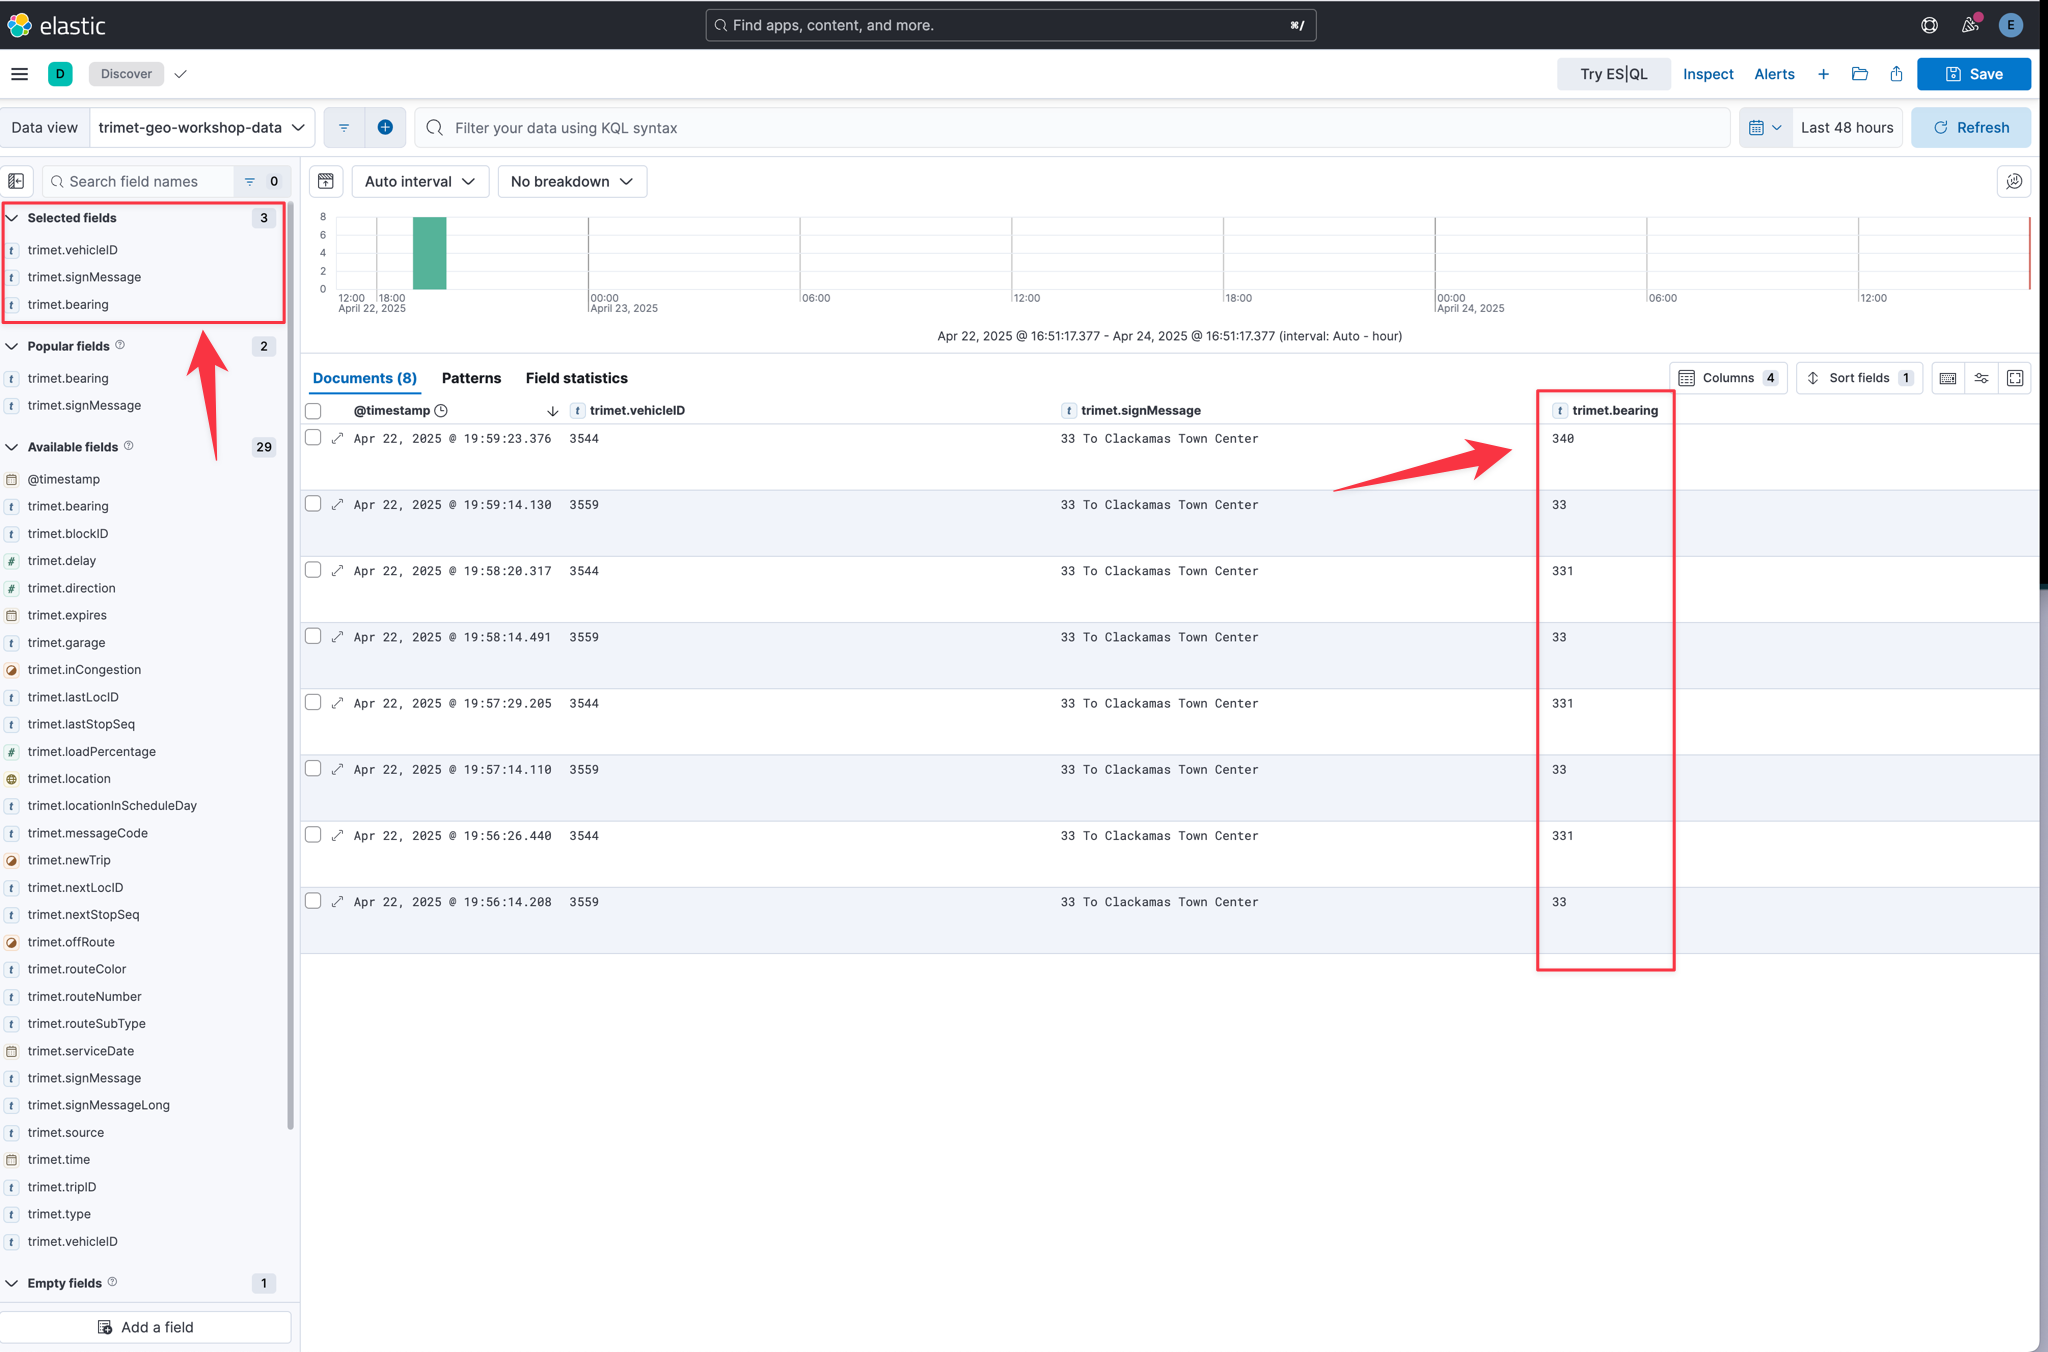 elastic
Find apps, content, and more.
⌘/
E
D
Discover
Try ES|QL
Inspect
Alerts
Save
Data view
trimet-geo-workshop-data
Filter your data using KQL syntax
Last 48 hours
Refresh
Search field names
0
Auto interval
No breakdown
Selected fields
3
t trimet.vehicleID
t trimet.signMessage
t trimet.bearing
Popular fields
2
t trimet.bearing
t trimet.signMessage
Available fields
29
@timestamp
t trimet.bearing
t trimet.blockID
# trimet.delay
# trimet.direction
trimet.expires
t trimet.garage
trimet.inCongestion
t trimet.lastLocID
t trimet.lastStopSeq
# trimet.loadPercentage
trimet.location
t trimet.locationInScheduleDay
t trimet.messageCode
trimet.newTrip
t trimet.nextLocID
t trimet.nextStopSeq
trimet.offRoute
t trimet.routeColor
t trimet.routeNumber
t trimet.routeSubType
trimet.serviceDate
t trimet.signMessage
t trimet.signMessageLong
t trimet.source
trimet.time
t trimet.tripID
t trimet.type
t trimet.vehicleID
Empty fields
1
Add a field
8
6
4
2
0
12:00 18:00 00:00 06:00 12:00 18:00 00:00 06:00 12:00
April 22, 2025 April 23, 2025 April 24, 2025
Apr 22, 2025 @ 16:51:17.377 - Apr 24, 2025 @ 16:51:17.377 (interval: Auto - hour)
Documents (8) Patterns Field statistics
Columns 4
Sort fields 1
@timestamp t trimet.vehicleID t trimet.signMessage t trimet.bearing
Apr 22, 2025 @ 19:59:23.376 3544 33 To Clackamas Town Center 340
Apr 22, 2025 @ 19:59:14.130 3559 33 To Clackamas Town Center 33
Apr 22, 2025 @ 19:58:20.317 3544 33 To Clackamas Town Center 331
Apr 22, 2025 @ 19:58:14.491 3559 33 To Clackamas Town Center 33
Apr 22, 2025 @ 19:57:29.205 3544 33 To Clackamas Town Center 331
Apr 22, 2025 @ 19:57:14.110 3559 33 To Clackamas Town Center 33
Apr 22, 2025 @ 19:56:26.440 3544 33 To Clackamas Town Center 331
Apr 22, 2025 @ 19:56:14.208 3559 33 To Clackamas Town Center 33